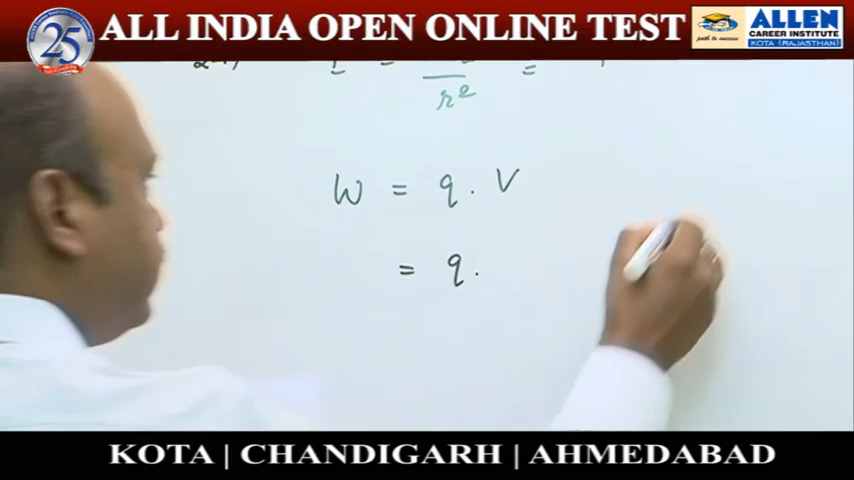 ALL INDIA OPEN ONLINE TEST
25
path to success
ALLEN
CAREER INSTITUTE
KOTA (RAJASTHAN)
r²
W = q . V
= q .
KOTA | CHANDIGARH | AHMEDABAD